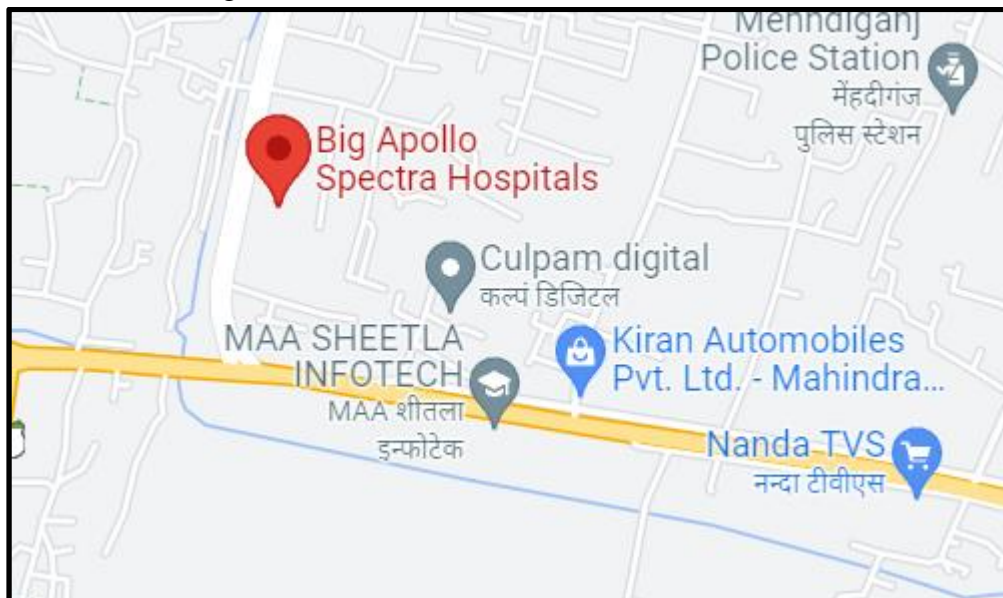 Mehndiganj
Police Station
मेंहदीगंज
पुलिस स्टेशन
Big Apollo
Spectra Hospitals
Culpam digital
कल्पं डिजिटल
MAA SHEETLA
INFOTECH
MAA शीतला
इन्फोटेक
Kiran Automobiles
Pvt. Ltd. - Mahindra...
Nanda TVS
नन्दा टीवीएस